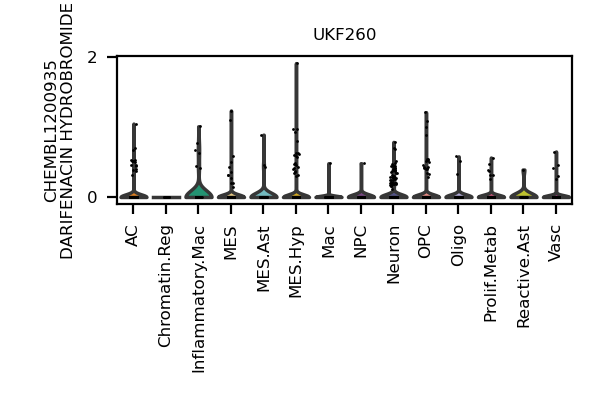 UKF260
CHEMBL1200935
DARIFENACIN HYDROBROMIDE
2
0
AC
Chromatin.Reg
Inflammatory.Mac
MES
MES.Ast
MES.Hyp
Mac
NPC
Neuron
OPC
Oligo
Prolif.Metab
Reactive.Ast
Vasc